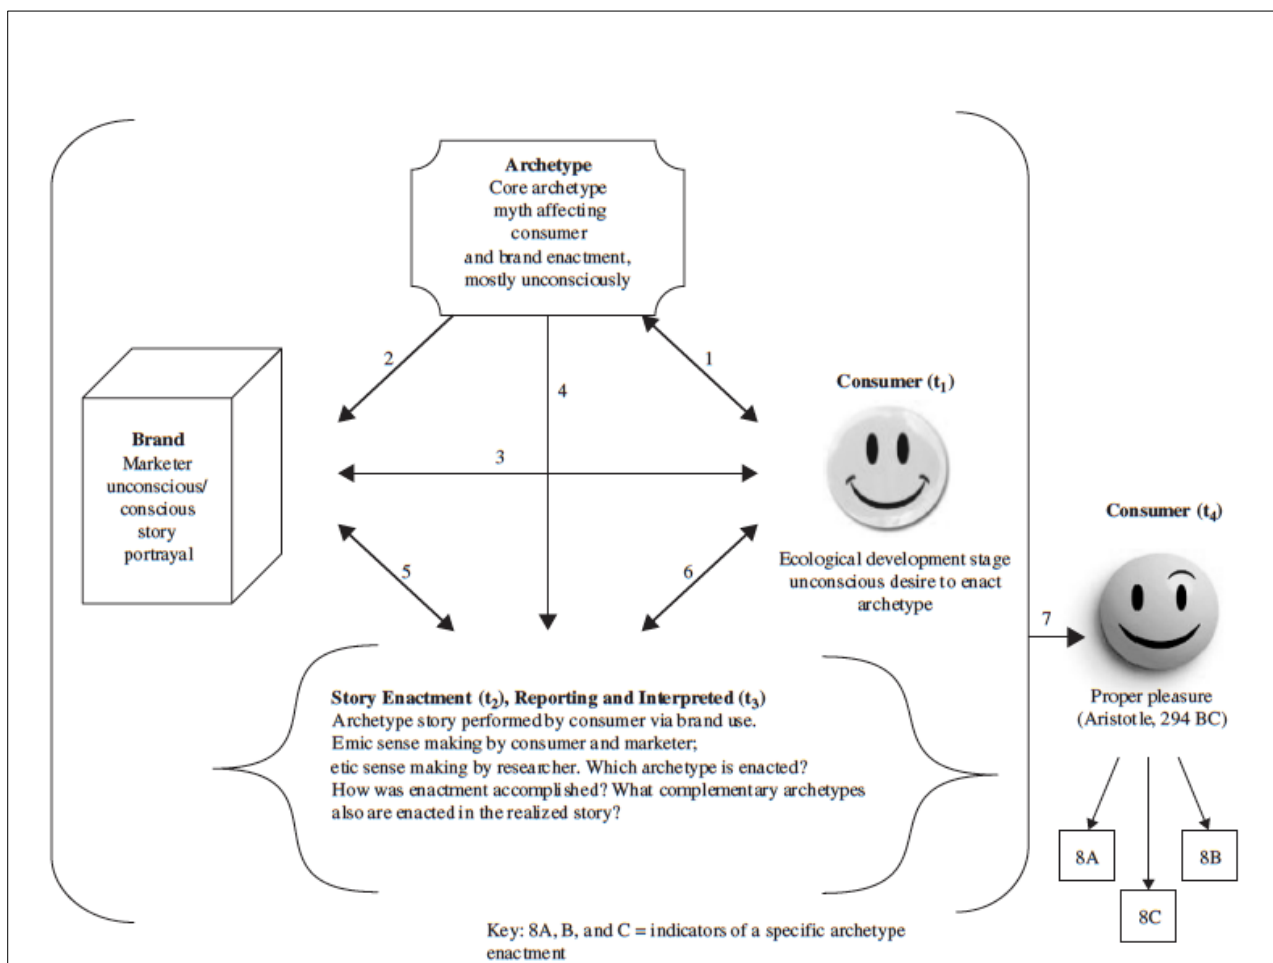 Archetype
Core archetype
myth affecting
consumer
and brand enactment,
mostly unconsciously
2
1
4
Consumer (t1)
Brand
Marketer
unconscious/
conscious
story
portrayal
3
Consumer (t4)
5
6
Ecological development stage
unconscious desire to enact
archetype
7
Story Enactment (t2), Reporting and Interpreted (t3)
Archetype story performed by consumer via brand use.
Emic sense making by consumer and marketer;
etic sense making by researcher. Which archetype is enacted?
How was enactment accomplished? What complementary archetypes
also are enacted in the realized story?
Proper pleasure
(Aristotle, 294 BC)
8A
8B
8C
Key: 8A, B, and C = indicators of a specific archetype
enactment